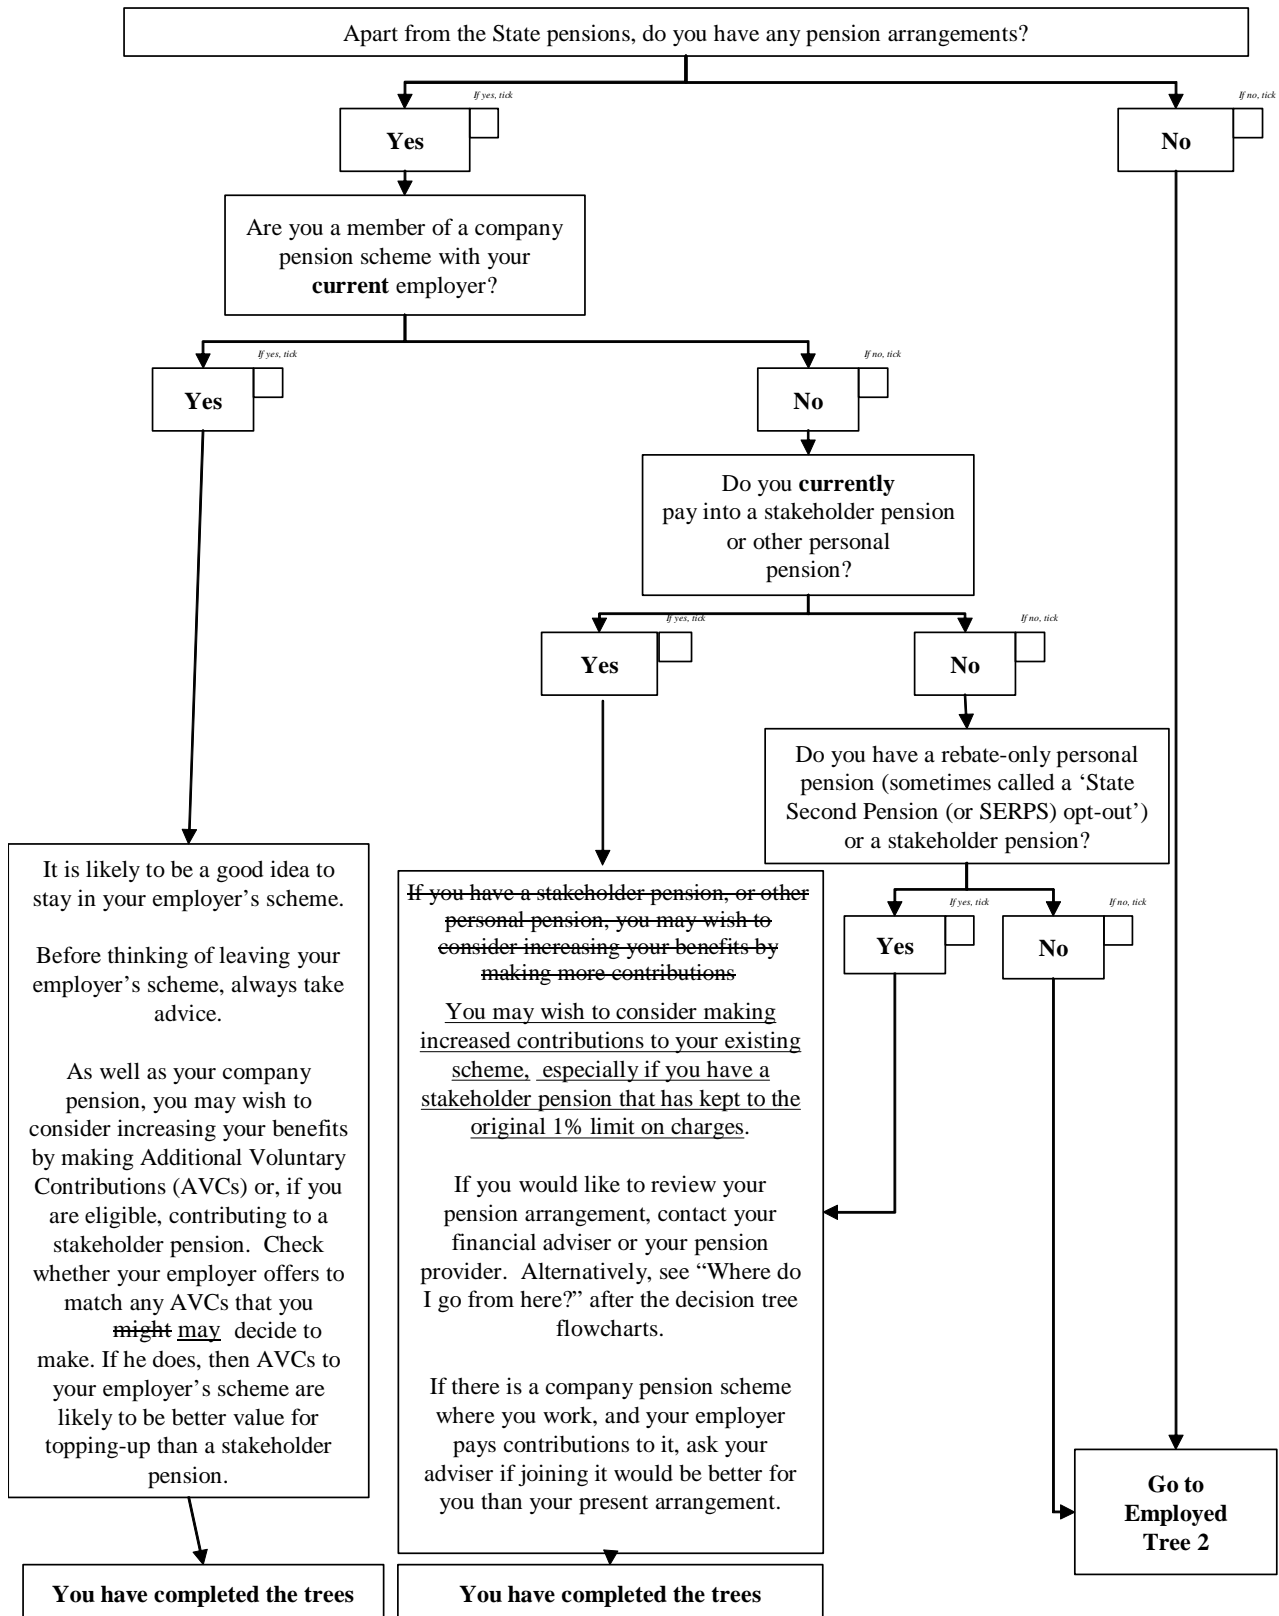 Apart from the State pensions, do you have any pension arrangements?
If yes, tick
Yes
If no, tick
No
Are you a member of a company
pension scheme with your
current employer?
If yes, tick
Yes
If no, tick
No
Do you currently
pay into a stakeholder pension
or other personal
pension?
If yes, tick
Yes
If no, tick
No
Do you have a rebate-only personal
pension (sometimes called a ‘State
Second Pension (or SERPS) opt-out’)
or a stakeholder pension?
If yes, tick
Yes
If no, tick
No
It is likely to be a good idea to
stay in your employer’s scheme.
Before thinking of leaving your
employer’s scheme, always take
advice.
As well as your company
pension, you may wish to
consider increasing your benefits
by making Additional Voluntary
Contributions (AVCs) or, if you
are eligible, contributing to a
stakeholder pension. Check
whether your employer offers to
match any AVCs that you
might may decide to
make. If he does, then AVCs to
your employer’s scheme are
likely to be better value for
topping-up than a stakeholder
pension.
If you have a stakeholder pension, or other
personal pension, you may wish to
consider increasing your benefits by
making more contributions
You may wish to consider making
increased contributions to your existing
scheme, especially if you have a
stakeholder pension that has kept to the
original 1% limit on charges.
If you would like to review your
pension arrangement, contact your
financial adviser or your pension
provider. Alternatively, see “Where do
I go from here?” after the decision tree
flowcharts.
If there is a company pension scheme
where you work, and your employer
pays contributions to it, ask your
adviser if joining it would be better for
you than your present arrangement.
Go to
Employed
Tree 2
You have completed the trees
You have completed the trees